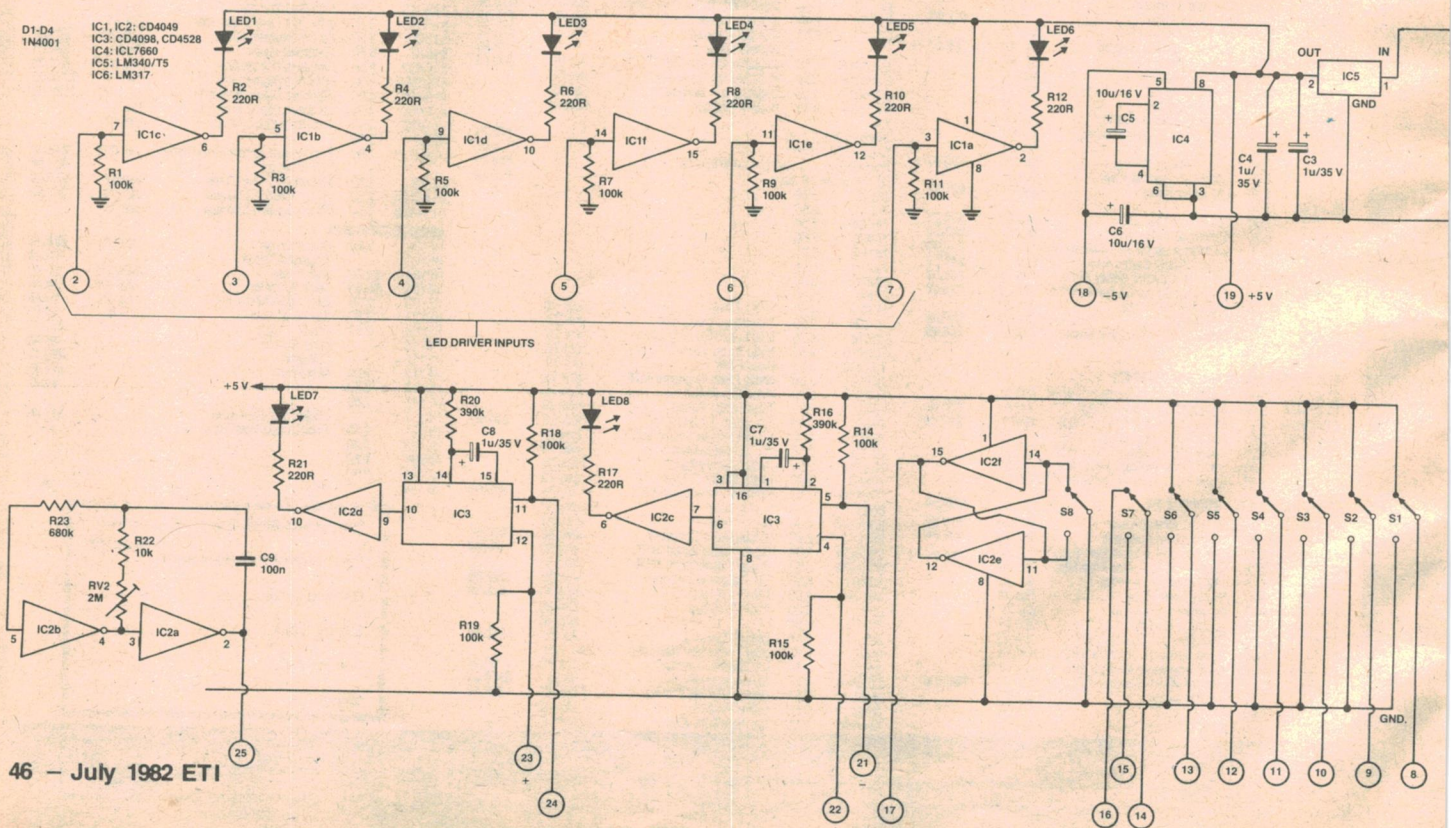 D1-D4
1N4001
IC1, IC2: CD4049
IC3: CD4098, CD4528
IC4: ICL7660
IC5: LM340/T5
IC6: LM317
LED1
LED2
LED3
LED4
LED5
LED6
R2
220R
R4
220R
R6
220R
R8
220R
R10
220R
R12
220R
7
IC1c
6
5
IC1b
4
9
IC1d
10
14
IC1f
15
11
IC1e
12
3
IC1a
2
1
8
R1
100k
R3
100k
R5
100k
R7
100k
R9
100k
R11
100k
2
3
4
5
6
7
LED DRIVER INPUTS
10u/16 V
+
C5
5
8
2
IC4
4
6
3
+
C6
10u/16 V
+
C4
1u/
35 V
+
C3
1u/35 V
OUT
IN
2
IC5
1
GND
18
-5 V
19
+5 V
+5 V
LED7
R21
220R
R20
390k
C8
1u/35 V
+
R18
100k
13
14
15
10
IC2d
9
10
IC3
11
12
R19
100k
LED8
R17
220R
C7
1u/35 V
+
R16
390k
R14
100k
3
16
1
2
6
IC2c
7
6
IC3
5
4
8
R15
100k
15
1
IC2f
14
12
IC2e
11
8
S8
S7
S6
S5
S4
S3
S2
S1
GND.
R23
680k
R22
10k
RV2
2M
C9
100n
5
IC2b
4
3
IC2a
2
25
23
+
24
22
21
-
17
16
15
14
13
12
11
10
9
8
46 – July 1982 ETI